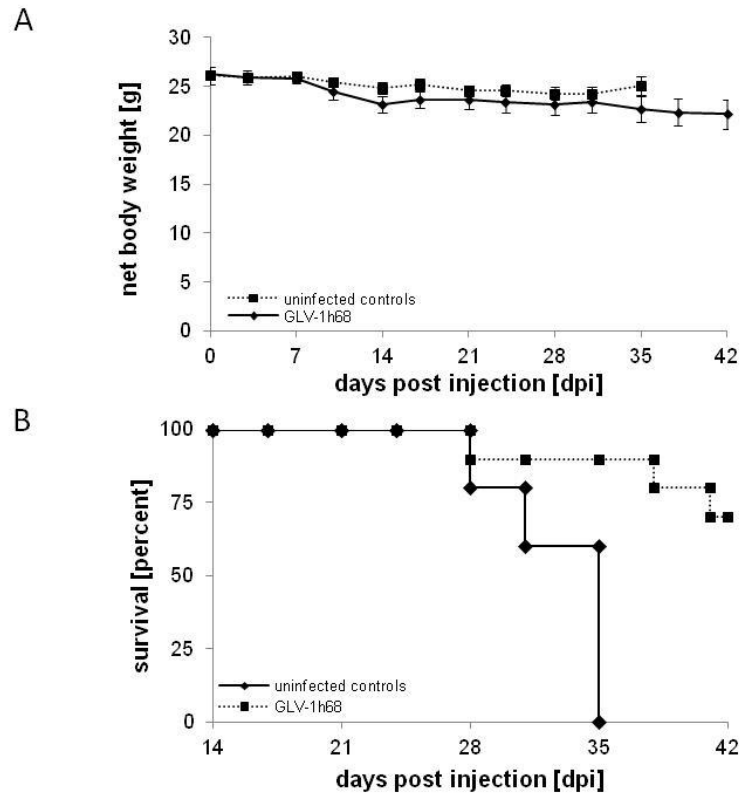 A
net body weight [g]
30
25
20
15
10
5
0
uninfected controls
GLV-1h68
0 7 14 21 28 35 42
days post injection [dpi]
B
survival [percent]
100
75
50
25
0
uninfected controls
GLV-1h68
14 21 28 35 42
days post injection [dpi]